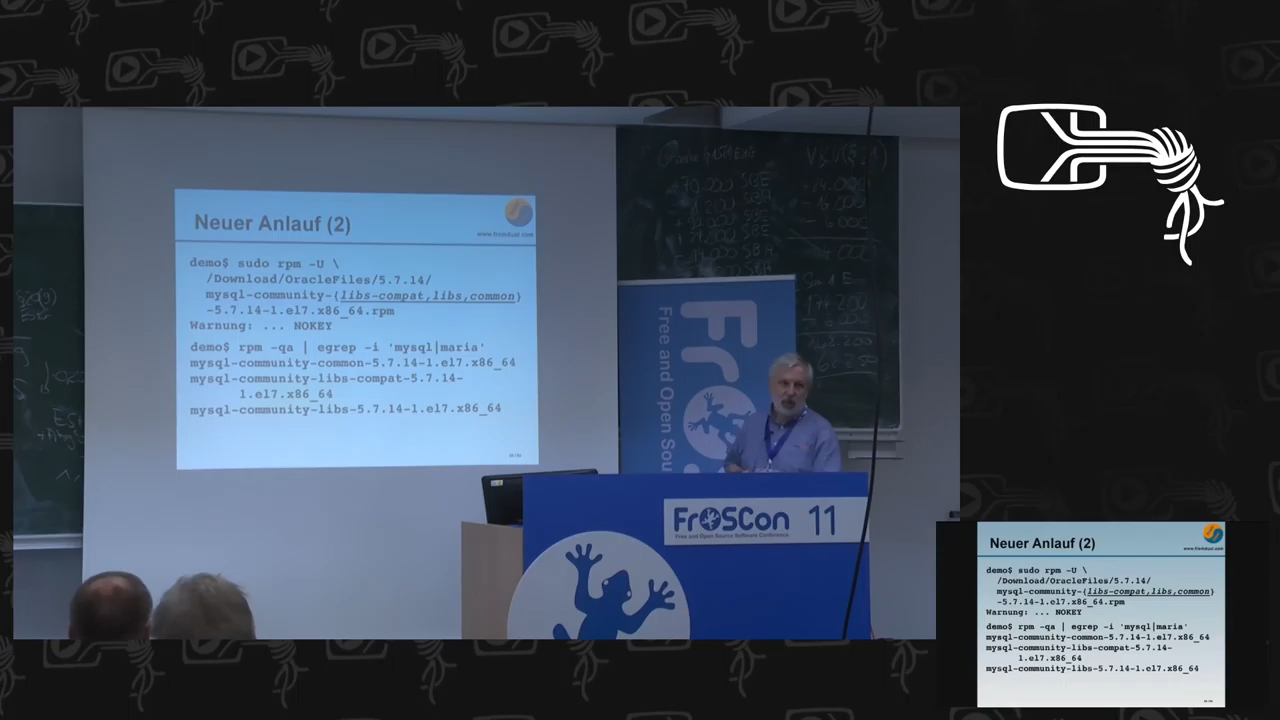 Neuer Anlauf (2)
www.fromdual.com
demo$ sudo rpm -U \
/Download/OracleFiles/5.7.14/
mysql-community-{libs-compat,libs,common}
-5.7.14-1.el7.x86_64.rpm
Warnung: ... NOKEY
demo$ rpm -qa | egrep -i 'mysql|maria'
mysql-community-common-5.7.14-1.el7.x86_64
mysql-community-libs-compat-5.7.14-
1.el7.x86_64
mysql-community-libs-5.7.14-1.el7.x86_64
FrOSC
Free and Open Sou
FrOSCon 11
Free and Open Source Software Conference
Neuer Anlauf (2)
www.fromdual.com
demo$ sudo rpm -U \
/Download/OracleFiles/5.7.14/
mysql-community-{libs-compat,libs,common}
-5.7.14-1.el7.x86_64.rpm
Warnung: ... NOKEY
demo$ rpm -qa | egrep -i 'mysql|maria'
mysql-community-common-5.7.14-1.el7.x86_64
mysql-community-libs-compat-5.7.14-
1.el7.x86_64
mysql-community-libs-5.7.14-1.el7.x86_64